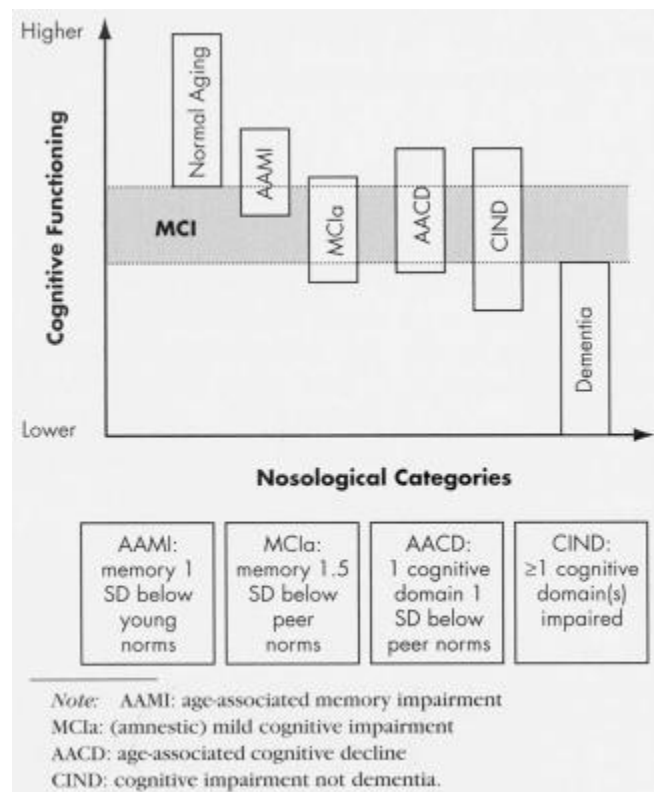 Higher
Cognitive Functioning
Normal Aging
AAMI
MCI
MCIa
AACD
CIND
Dementia
Lower
Nosological Categories
AAMI:
memory 1
SD below
young
norms
MCIa:
memory 1.5
SD below
peer
norms
AACD:
1 cognitive
domain 1
SD below
peer norms
CIND:
≥1 cognitive
domain(s)
impaired
Note: AAMI: age-associated memory impairment
MCIa: (amnestic) mild cognitive impairment
AACD: age-associated cognitive decline
CIND: cognitive impairment not dementia.